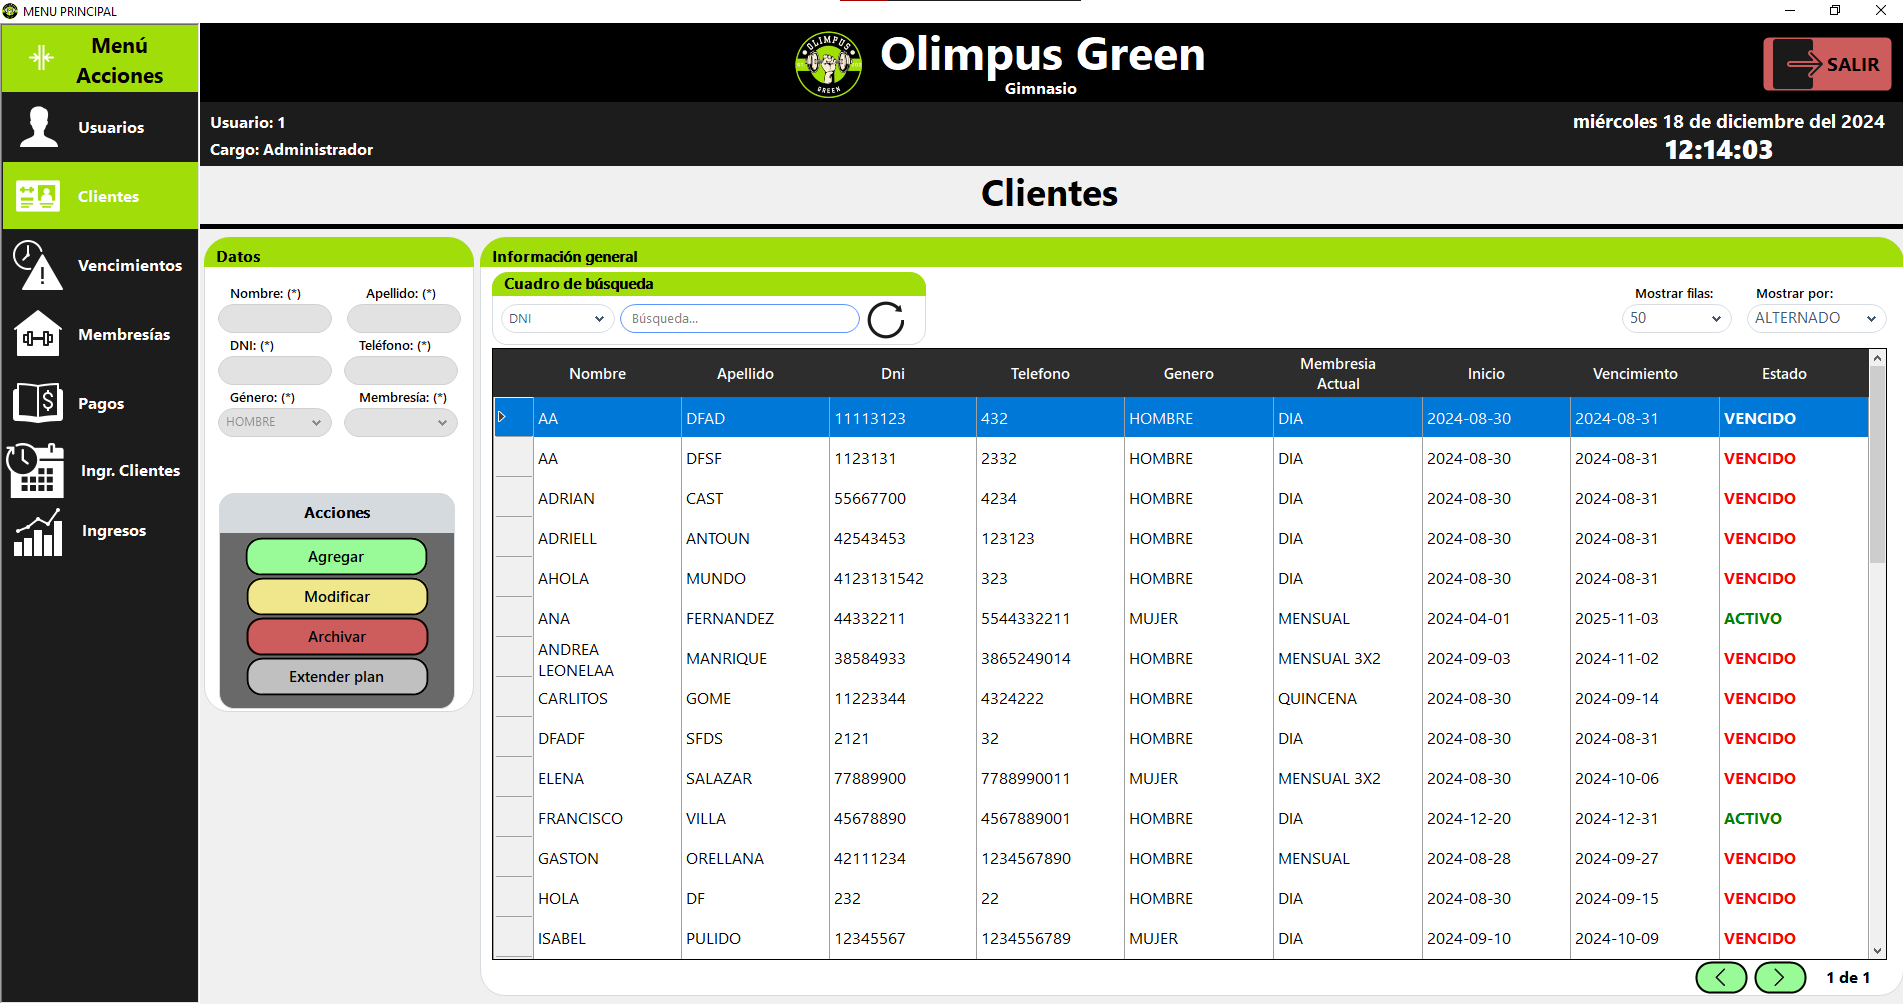 MENU PRINCIPAL
Menú
Acciones
OLIMPUS
GREEN
Olimpus Green
Gimnasio
SALIR
Usuarios
Clientes
Vencimientos
Membresías
Pagos
Ingr. Clientes
Ingresos
Usuario: 1
Cargo: Administrador
miércoles 18 de diciembre del 2024
12:14:03
Clientes
Datos
Nombre: (*) Apellido: (*)
DNI: (*) Teléfono: (*)
Género: (*) Membresía: (*)
HOMBRE
Acciones
Agregar
Modificar
Archivar
Extender plan
Información general
Cuadro de búsqueda
DNI Búsqueda...
Mostrar filas: Mostrar por:
50 ALTERNADO
Nombre Apellido Dni Telefono Genero Membresia Actual Inicio Vencimiento Estado
AA DFAD 11113123 432 HOMBRE DIA 2024-08-30 2024-08-31 VENCIDO
AA DFSF 1123131 2332 HOMBRE DIA 2024-08-30 2024-08-31 VENCIDO
ADRIAN CAST 55667700 4234 HOMBRE DIA 2024-08-30 2024-08-31 VENCIDO
ADRIELL ANTOUN 42543453 123123 HOMBRE DIA 2024-08-30 2024-08-31 VENCIDO
AHOLA MUNDO 4123131542 323 HOMBRE DIA 2024-08-30 2024-08-31 VENCIDO
ANA FERNANDEZ 44332211 5544332211 MUJER MENSUAL 2024-04-01 2025-11-03 ACTIVO
ANDREA LEONELAA MANRIQUE 38584933 3865249014 HOMBRE MENSUAL 3X2 2024-09-03 2024-11-02 VENCIDO
CARLITOS GOME 11223344 4324222 HOMBRE QUINCENA 2024-08-30 2024-09-14 VENCIDO
DFADF SFDS 2121 32 HOMBRE DIA 2024-08-30 2024-08-31 VENCIDO
ELENA SALAZAR 77889900 7788990011 MUJER MENSUAL 3X2 2024-08-30 2024-10-06 VENCIDO
FRANCISCO VILLA 45678890 4567889001 HOMBRE DIA 2024-12-20 2024-12-31 ACTIVO
GASTON ORELLANA 42111234 1234567890 HOMBRE MENSUAL 2024-08-28 2024-09-27 VENCIDO
HOLA DF 232 22 HOMBRE DIA 2024-08-30 2024-09-15 VENCIDO
ISABEL PULIDO 12345567 1234556789 MUJER DIA 2024-09-10 2024-10-09 VENCIDO
1 de 1